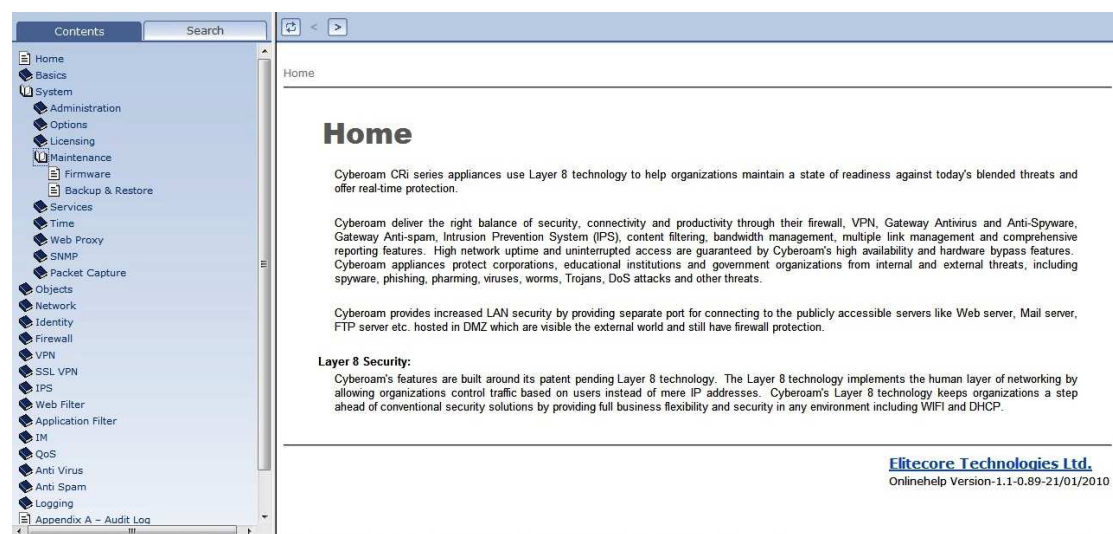 Contents
Search
<
>
Home
Basics
System
Administration
Options
Licensing
Maintenance
Firmware
Backup & Restore
Services
Time
Web Proxy
SNMP
Packet Capture
Objects
Network
Identity
Firewall
VPN
SSL VPN
IPS
Web Filter
Application Filter
IM
QoS
Anti Virus
Anti Spam
Logging
Appendix A – Audit Log
Home
Home
Cyberoam CRi series appliances use Layer 8 technology to help organizations maintain a state of readiness against today's blended threats and
offer real-time protection.
Cyberoam deliver the right balance of security, connectivity and productivity through their firewall, VPN, Gateway Antivirus and Anti-Spyware,
Gateway Anti-spam, Intrusion Prevention System (IPS), content filtering, bandwidth management, multiple link management and comprehensive
reporting features. High network uptime and uninterrupted access are guaranteed by Cyberoam's high availability and hardware bypass features.
Cyberoam appliances protect corporations, educational institutions and government organizations from internal and external threats, including
spyware, phishing, pharming, viruses, worms, Trojans, DoS attacks and other threats.
Cyberoam provides increased LAN security by providing separate port for connecting to the publicly accessible servers like Web server, Mail server,
FTP server etc. hosted in DMZ which are visible the external world and still have firewall protection.
Layer 8 Security:
Cyberoam's features are built around its patent pending Layer 8 technology. The Layer 8 technology implements the human layer of networking by
allowing organizations control traffic based on users instead of mere IP addresses. Cyberoam's Layer 8 technology keeps organizations a step
ahead of conventional security solutions by providing full business flexibility and security in any environment including WIFI and DHCP.
Elitecore Technologies Ltd.
Onlinehelp Version-1.1-0.89-21/01/2010